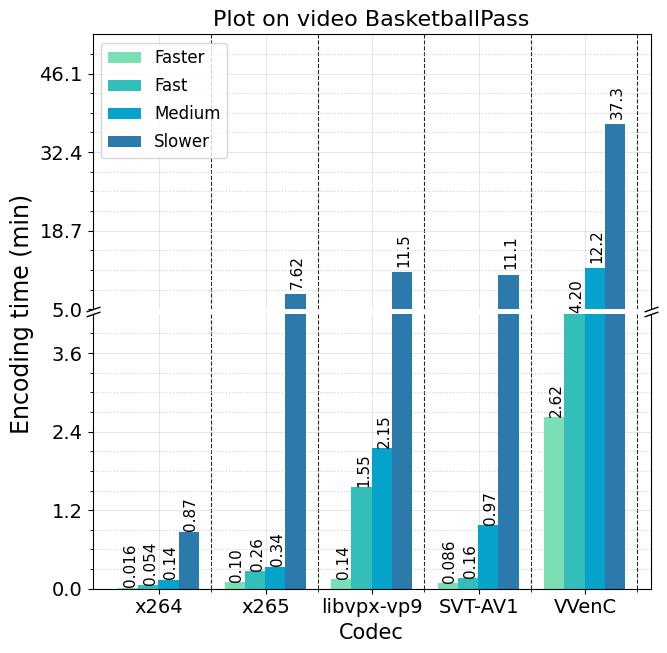 Plot on video BasketballPass
Faster
Fast
Medium
Slower
Encoding time (min)
46.1
32.4
18.7
5.0
3.6
2.4
1.2
0.0
0.016
0.054
0.14
0.87
0.10
0.26
0.34
7.62
0.14
1.55
2.15
11.5
0.086
0.16
0.97
11.1
2.62
4.20
12.2
37.3
x264
x265
libvpx-vp9
SVT-AV1
VVenC
Codec